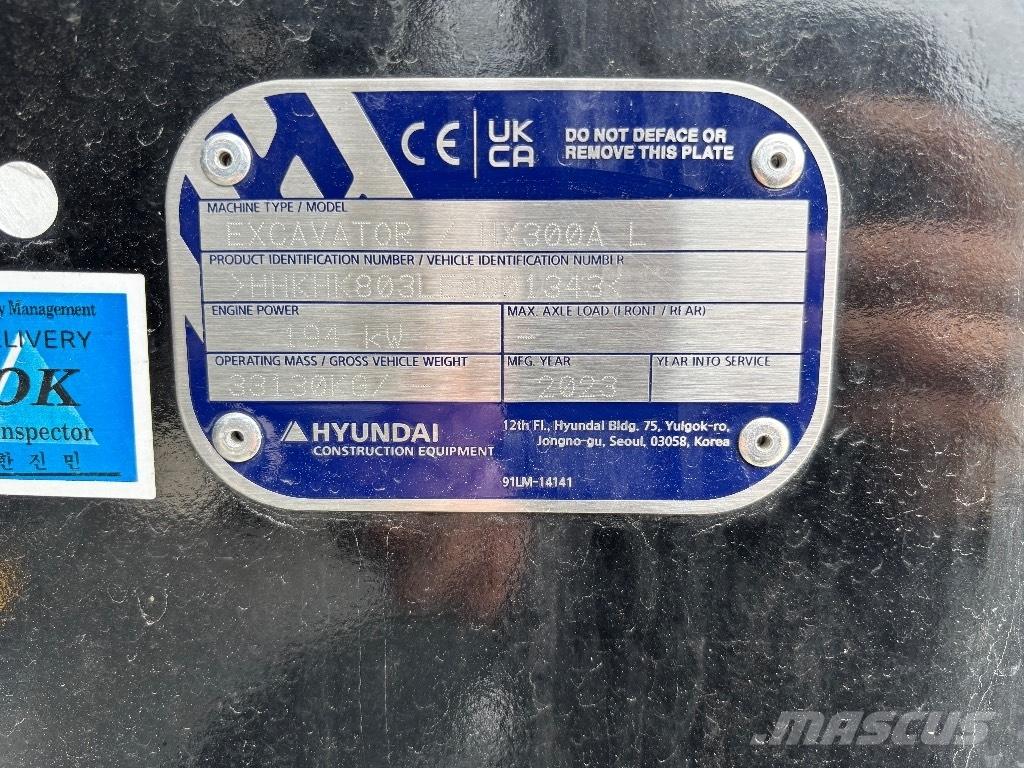 CE UK CA DO NOT DEFACE OR
REMOVE THIS PLATE
MACHINE TYPE / MODEL
EXCAVATOR / HX300A L
PRODUCT IDENTIFICATION NUMBER / VEHICLE IDENTIFICATION NUMBER
ENGINE POWER
194 kW
MAX. AXLE LOAD (FRONT / REAR)
-
OPERATING MASS / GROSS VEHICLE WEIGHT
33130KG/ -
MFG. YEAR
2023
YEAR INTO SERVICE
HYUNDAI
CONSTRUCTION EQUIPMENT
12th Fl., Hyundai Bldg. 75, Yulgok-ro,
Jongno-gu, Seoul, 03058, Korea
91LM-14141
Management
OK
한 진 민
MASCUS